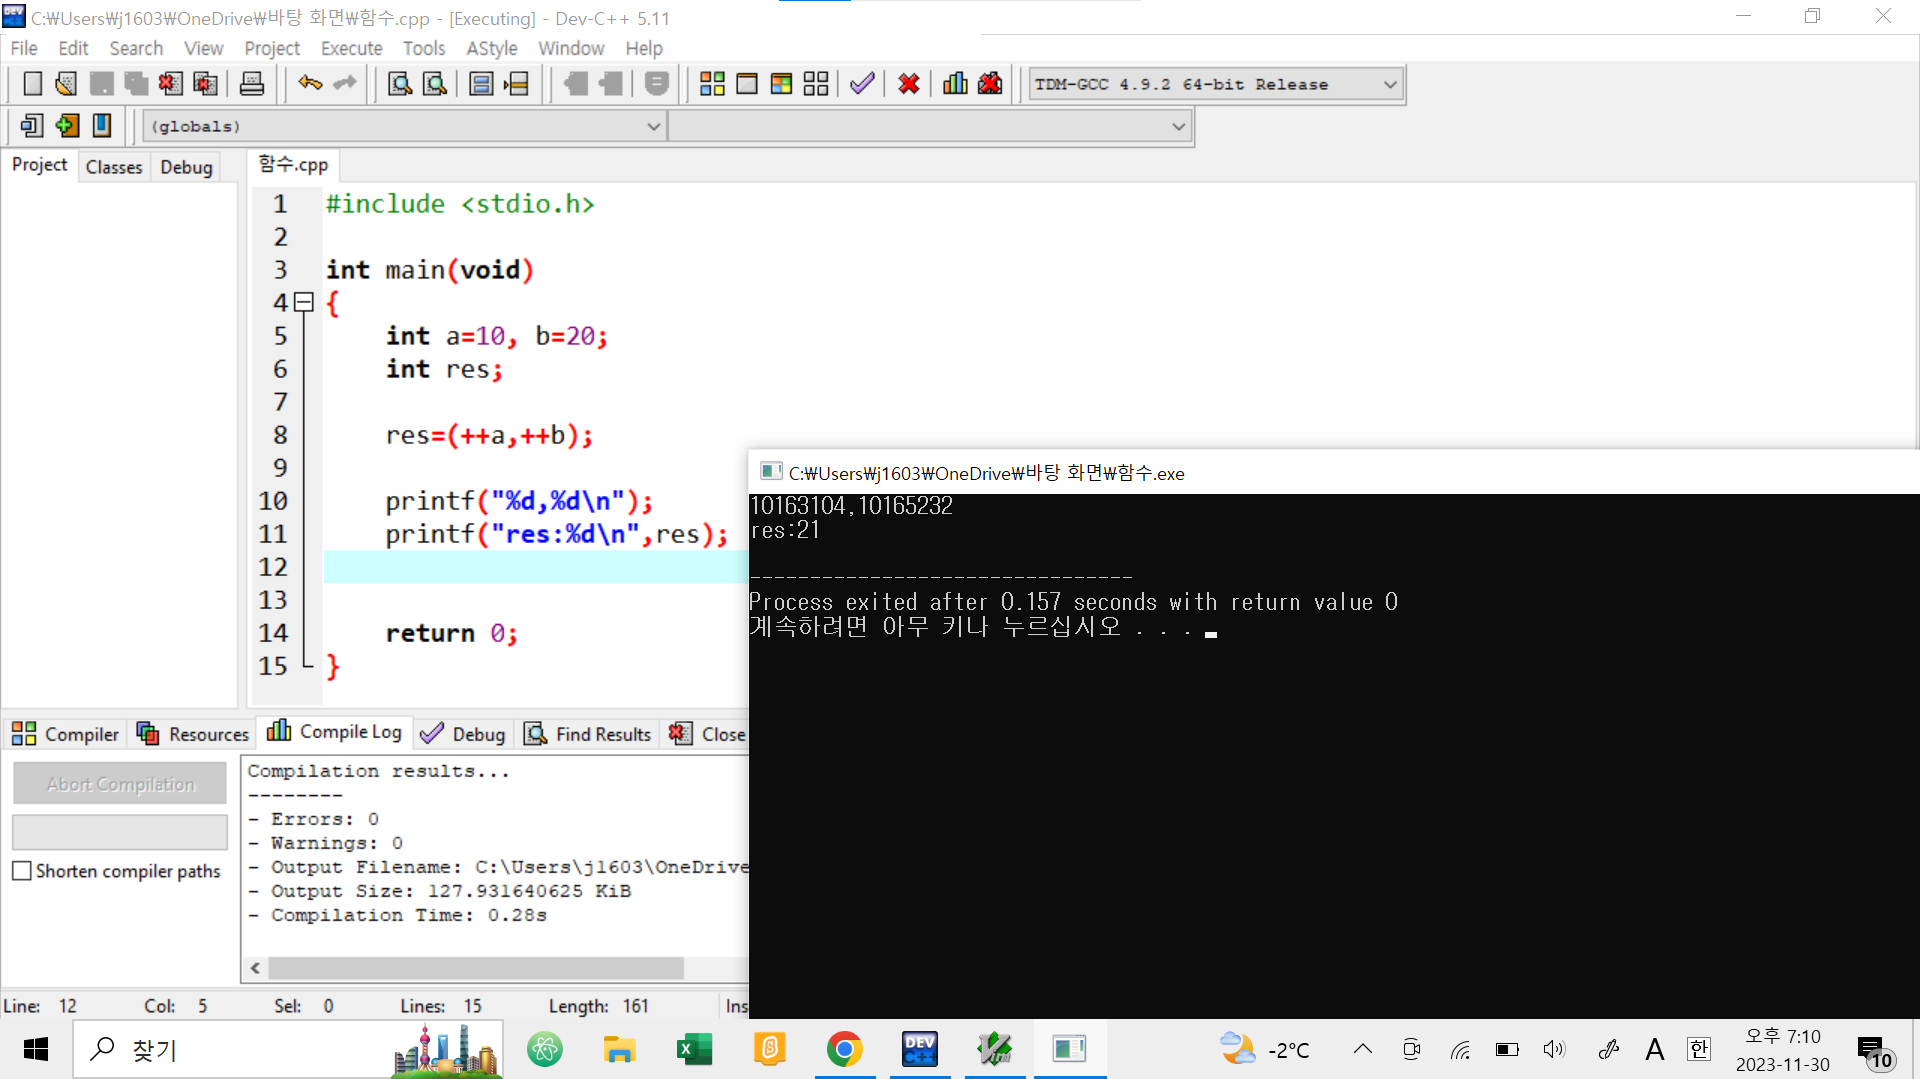 C:₩Users₩j1603₩OneDrive₩바탕 화면₩함수.cpp - [Executing] - Dev-C++ 5.11
File Edit Search View Project Execute Tools AStyle Window Help
TDM-GCC 4.9.2 64-bit Release
(globals)
Project Classes Debug
함수.cpp
1 #include <stdio.h>
2
3 int main(void)
4 {
5 int a=10, b=20;
6 int res;
7
8 res=(++a,++b);
9
10 printf("%d,%d\n");
11 printf("res:%d\n",res);
12
13
14 return 0;
15 }
C:₩Users₩j1603₩OneDrive₩바탕 화면₩함수.exe
10163104,10165232
res:21
--------------------------------
Process exited after 0.157 seconds with return value 0
계속하려면 아무 키나 누르십시오 . . .
Compiler Resources Compile Log Debug Find Results Close
Abort Compilation
Shorten compiler paths
Compilation results...
--------
- Errors: 0
- Warnings: 0
- Output Filename: C:\Users\j1603\OneDrive
- Output Size: 127.931640625 KiB
- Compilation Time: 0.28s
Line: 12 Col: 5 Sel: 0 Lines: 15 Length: 161 Ins
찾기
DEV C++
-2°C
A 한
오후 7:10
2023-11-30
10